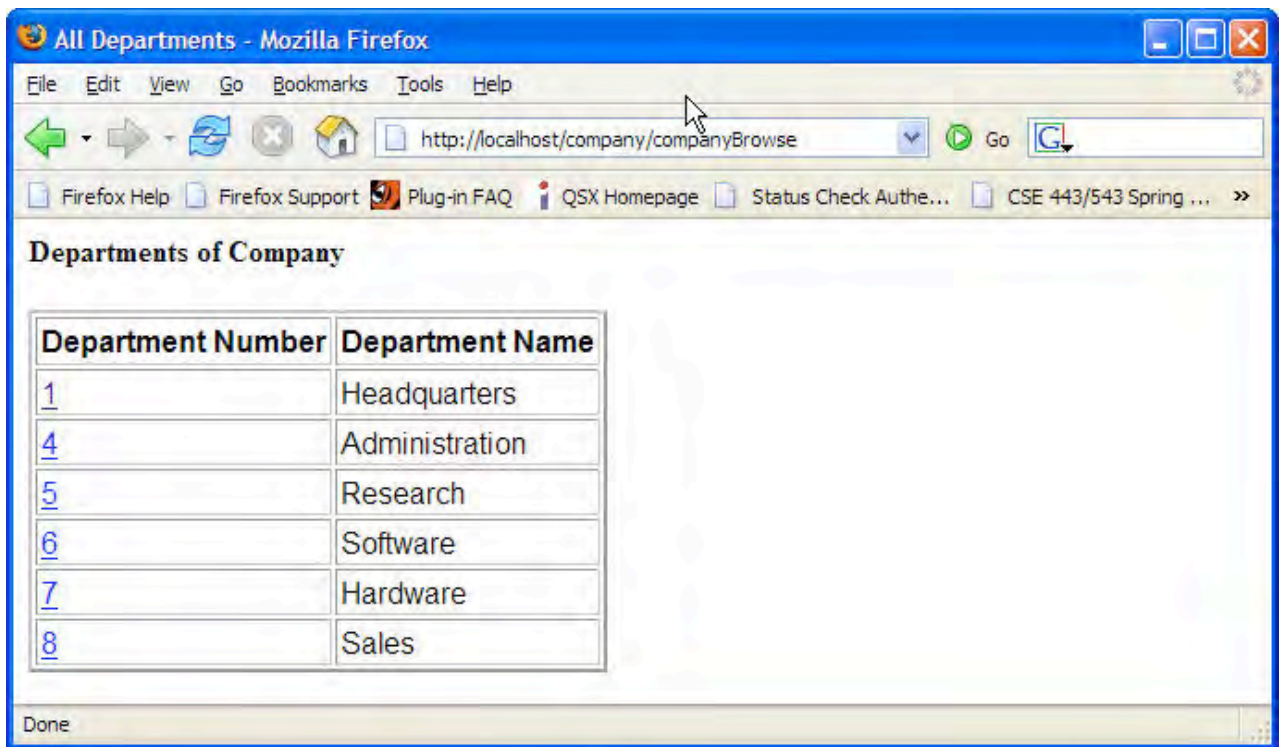 All Departments - Mozilla Firefox
File Edit View Go Bookmarks Tools Help
http://localhost/company/companyBrowse Go G
Firefox Help Firefox Support Plug-in FAQ QSX Homepage Status Check Authe... CSE 443/543 Spring ... »
Departments of Company
Department Number Department Name
1 Headquarters
4 Administration
5 Research
6 Software
7 Hardware
8 Sales
Done